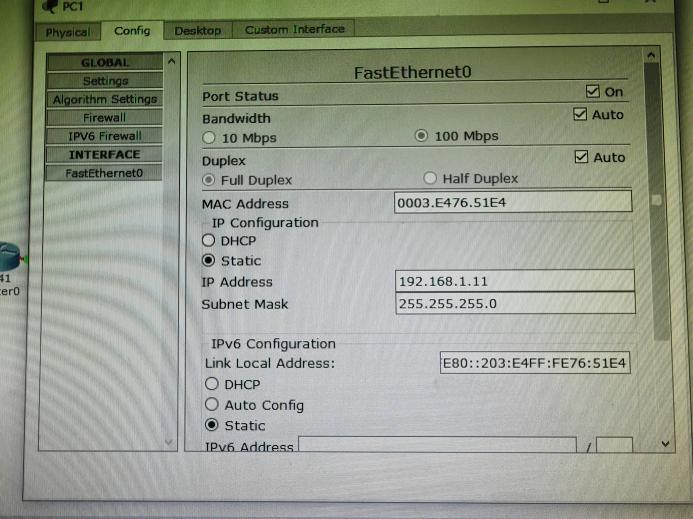 PC1
Physical Config Desktop Custom Interface
GLOBAL
Settings
Algorithm Settings
Firewall
IPV6 Firewall
INTERFACE
FastEthernet0
FastEthernet0
Port Status On
Bandwidth Auto
10 Mbps 100 Mbps
Duplex Auto
Full Duplex Half Duplex
MAC Address 0003.E476.51E4
IP Configuration
DHCP
Static
IP Address 192.168.1.11
Subnet Mask 255.255.255.0
IPv6 Configuration
Link Local Address: E80::203:E4FF:FE76:51E4
DHCP
Auto Config
Static
IPv6 Address /
41
er0